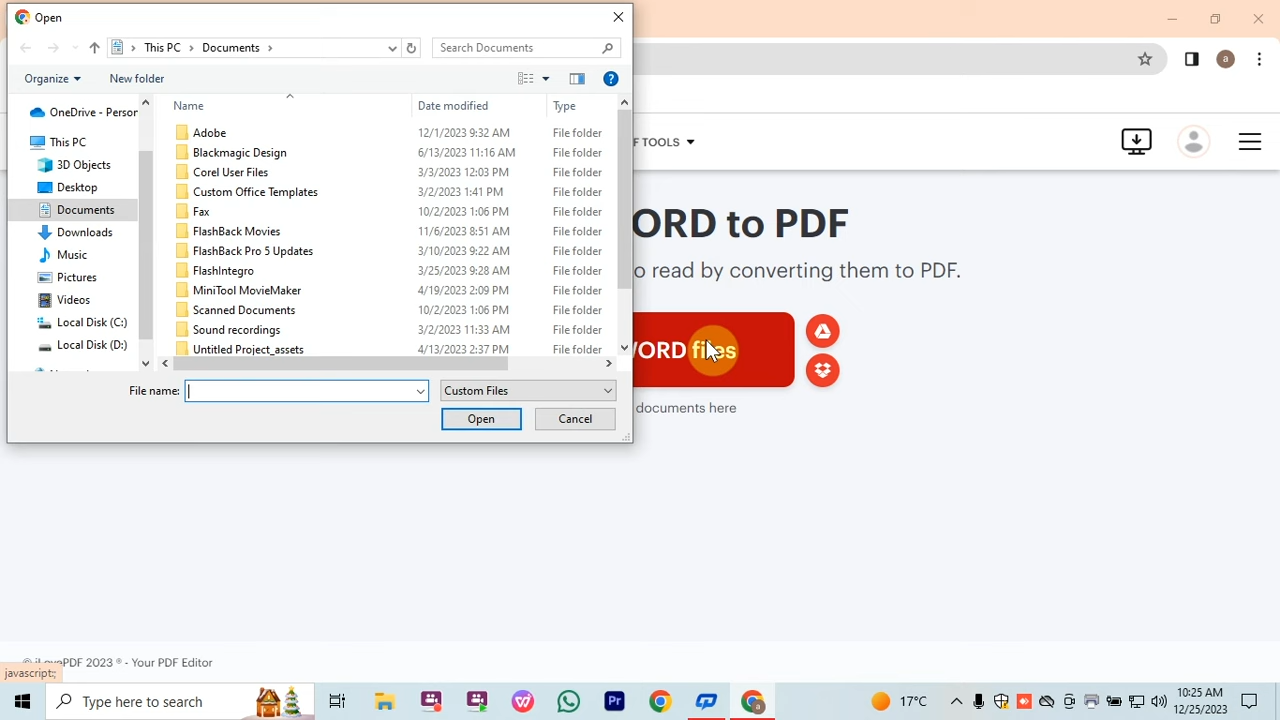 Open
This PC
Documents
Search Documents
Organize
New folder
Name
Date modified
Type
OneDrive - Person
This PC
3D Objects
Desktop
Documents
Downloads
Music
Pictures
Videos
Local Disk (C:)
Local Disk (D:)
Adobe 12/1/2023 9:32 AM File folder
Blackmagic Design 6/13/2023 11:16 AM File folder
Corel User Files 3/3/2023 12:03 PM File folder
Custom Office Templates 3/2/2023 1:41 PM File folder
Fax 10/2/2023 1:06 PM File folder
FlashBack Movies 11/6/2023 8:51 AM File folder
FlashBack Pro 5 Updates 3/10/2023 9:22 AM File folder
FlashIntegro 3/25/2023 9:28 AM File folder
MiniTool MovieMaker 4/19/2023 2:09 PM File folder
Scanned Documents 10/2/2023 1:06 PM File folder
Sound recordings 3/2/2023 11:33 AM File folder
Untitled Project_assets 4/13/2023 2:37 PM File folder
File name:
Custom Files
Open
Cancel
a
F TOOLS
ORD to PDF
o read by converting them to PDF.
WORD files
documents here
© iLovePDF 2023 ® - Your PDF Editor
javascript:;
Type here to search
17°C
10:25 AM
12/25/2023